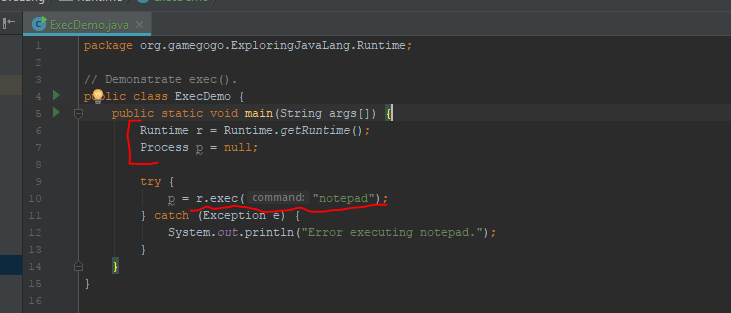 ExecDemo.java
1 package org.gamegogo.ExploringJavaLang.Runtime;
2
3 // Demonstrate exec().
4 public class ExecDemo {
5 public static void main(String args[]) {
6 Runtime r = Runtime.getRuntime();
7 Process p = null;
8
9 try {
10 p = r.exec( command: "notepad");
11 } catch (Exception e) {
12 System.out.println("Error executing notepad.");
13 }
14 }
15 }
16